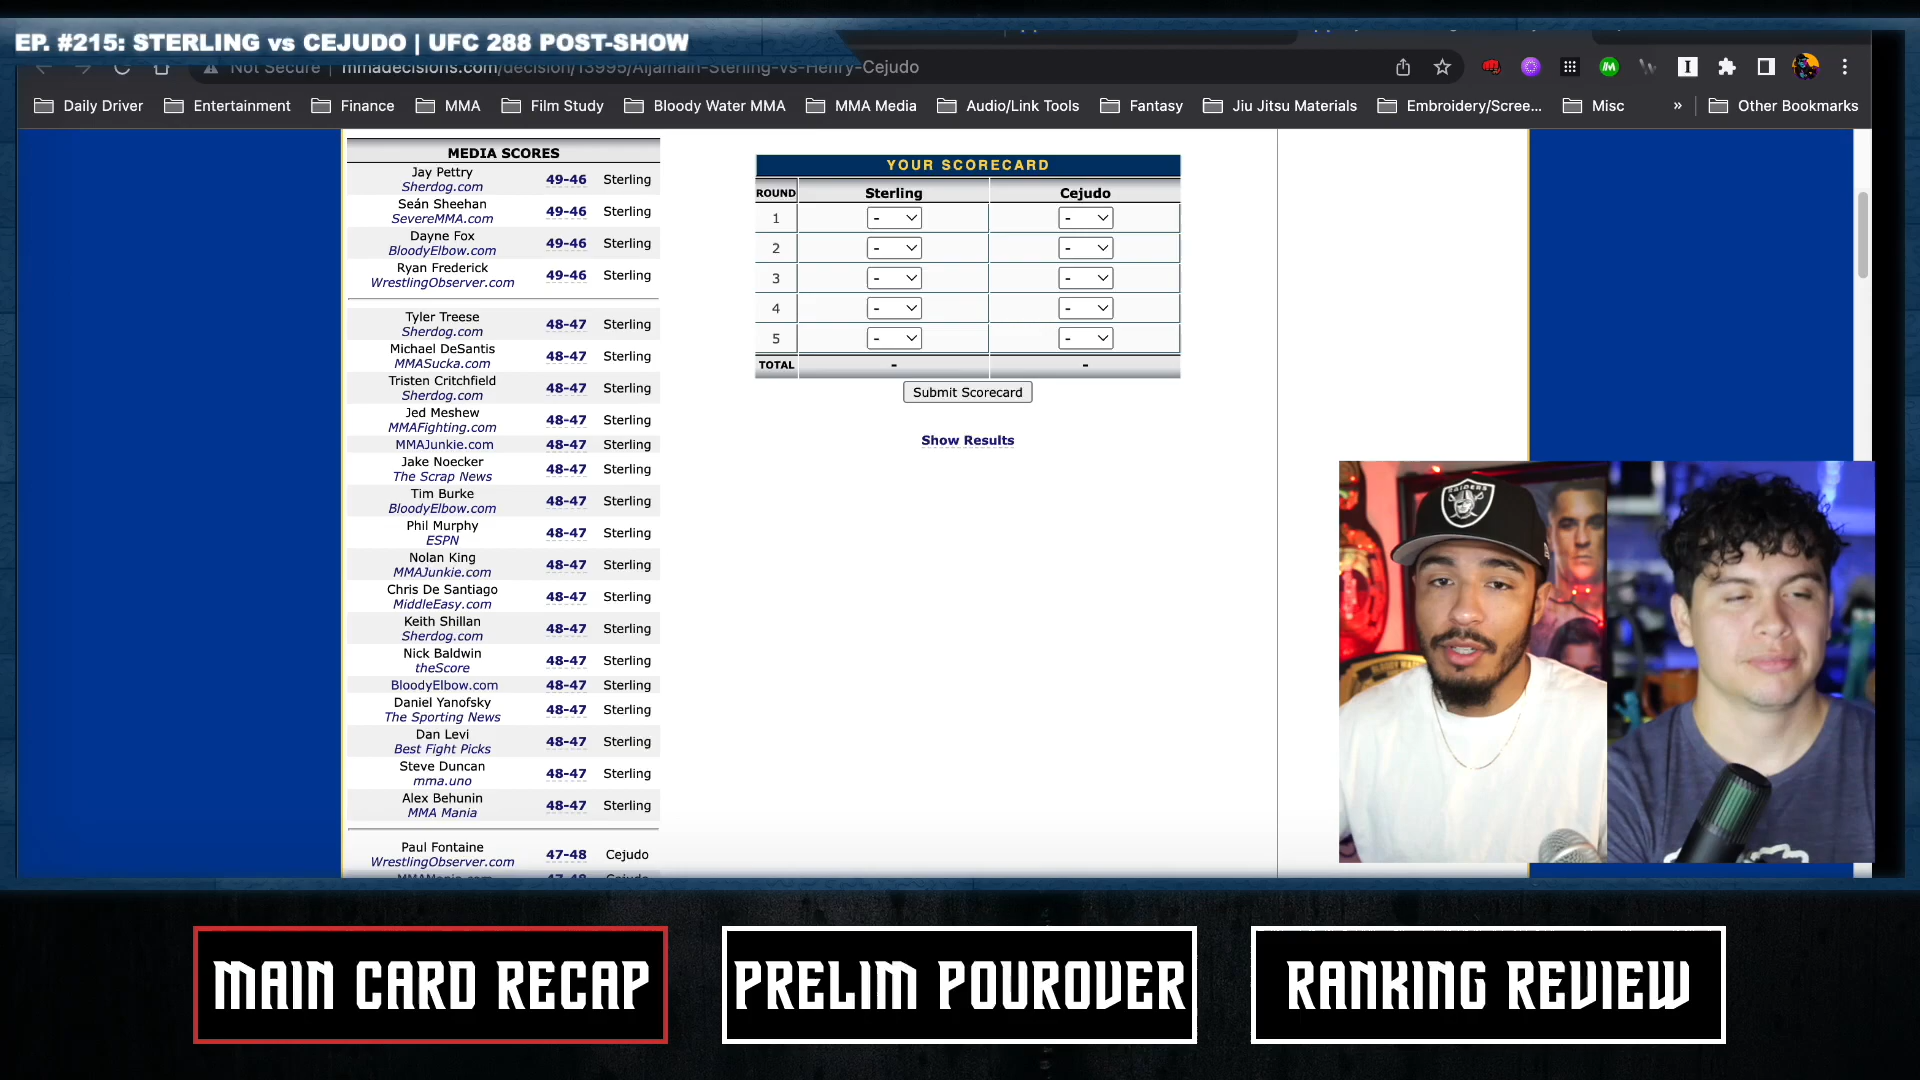 EP. #215: STERLING vs CEJUDO | UFC 288 POST-SHOW
Not Secure | mmadecisions.com/decision/13995/Aljamain-Sterling-vs-Henry-Cejudo
Daily Driver Entertainment Finance MMA Film Study Bloody Water MMA MMA Media Audio/Link Tools Fantasy Jiu Jitsu Materials Embroidery/Scree... Misc » Other Bookmarks
MEDIA SCORES
Jay Pettry
Sherdog.com 49-46 Sterling
Seán Sheehan
SevereMMA.com 49-46 Sterling
Dayne Fox
BloodyElbow.com 49-46 Sterling
Ryan Frederick
WrestlingObserver.com 49-46 Sterling
Tyler Treese
Sherdog.com 48-47 Sterling
Michael DeSantis
MMASucka.com 48-47 Sterling
Tristen Critchfield
Sherdog.com 48-47 Sterling
Jed Meshew
MMAFighting.com 48-47 Sterling
MMAJunkie.com 48-47 Sterling
Jake Noecker
The Scrap News 48-47 Sterling
Tim Burke
BloodyElbow.com 48-47 Sterling
Phil Murphy
ESPN 48-47 Sterling
Nolan King
MMAJunkie.com 48-47 Sterling
Chris De Santiago
MiddleEasy.com 48-47 Sterling
Keith Shillan
Sherdog.com 48-47 Sterling
Nick Baldwin
theScore 48-47 Sterling
BloodyElbow.com 48-47 Sterling
Daniel Yanofsky
The Sporting News 48-47 Sterling
Dan Levi
Best Fight Picks 48-47 Sterling
Steve Duncan
mma.uno 48-47 Sterling
Alex Behunin
MMA Mania 48-47 Sterling
Paul Fontaine
WrestlingObserver.com 47-48 Cejudo
MMAMania.com 47-48 Cejudo
YOUR SCORECARD
ROUND Sterling Cejudo
1 - -
2 - -
3 - -
4 - -
5 - -
TOTAL - -
Submit Scorecard
Show Results
RAIDERS
MAIN CARD RECAP
PRELIM POUROVER
RANKING REVIEW